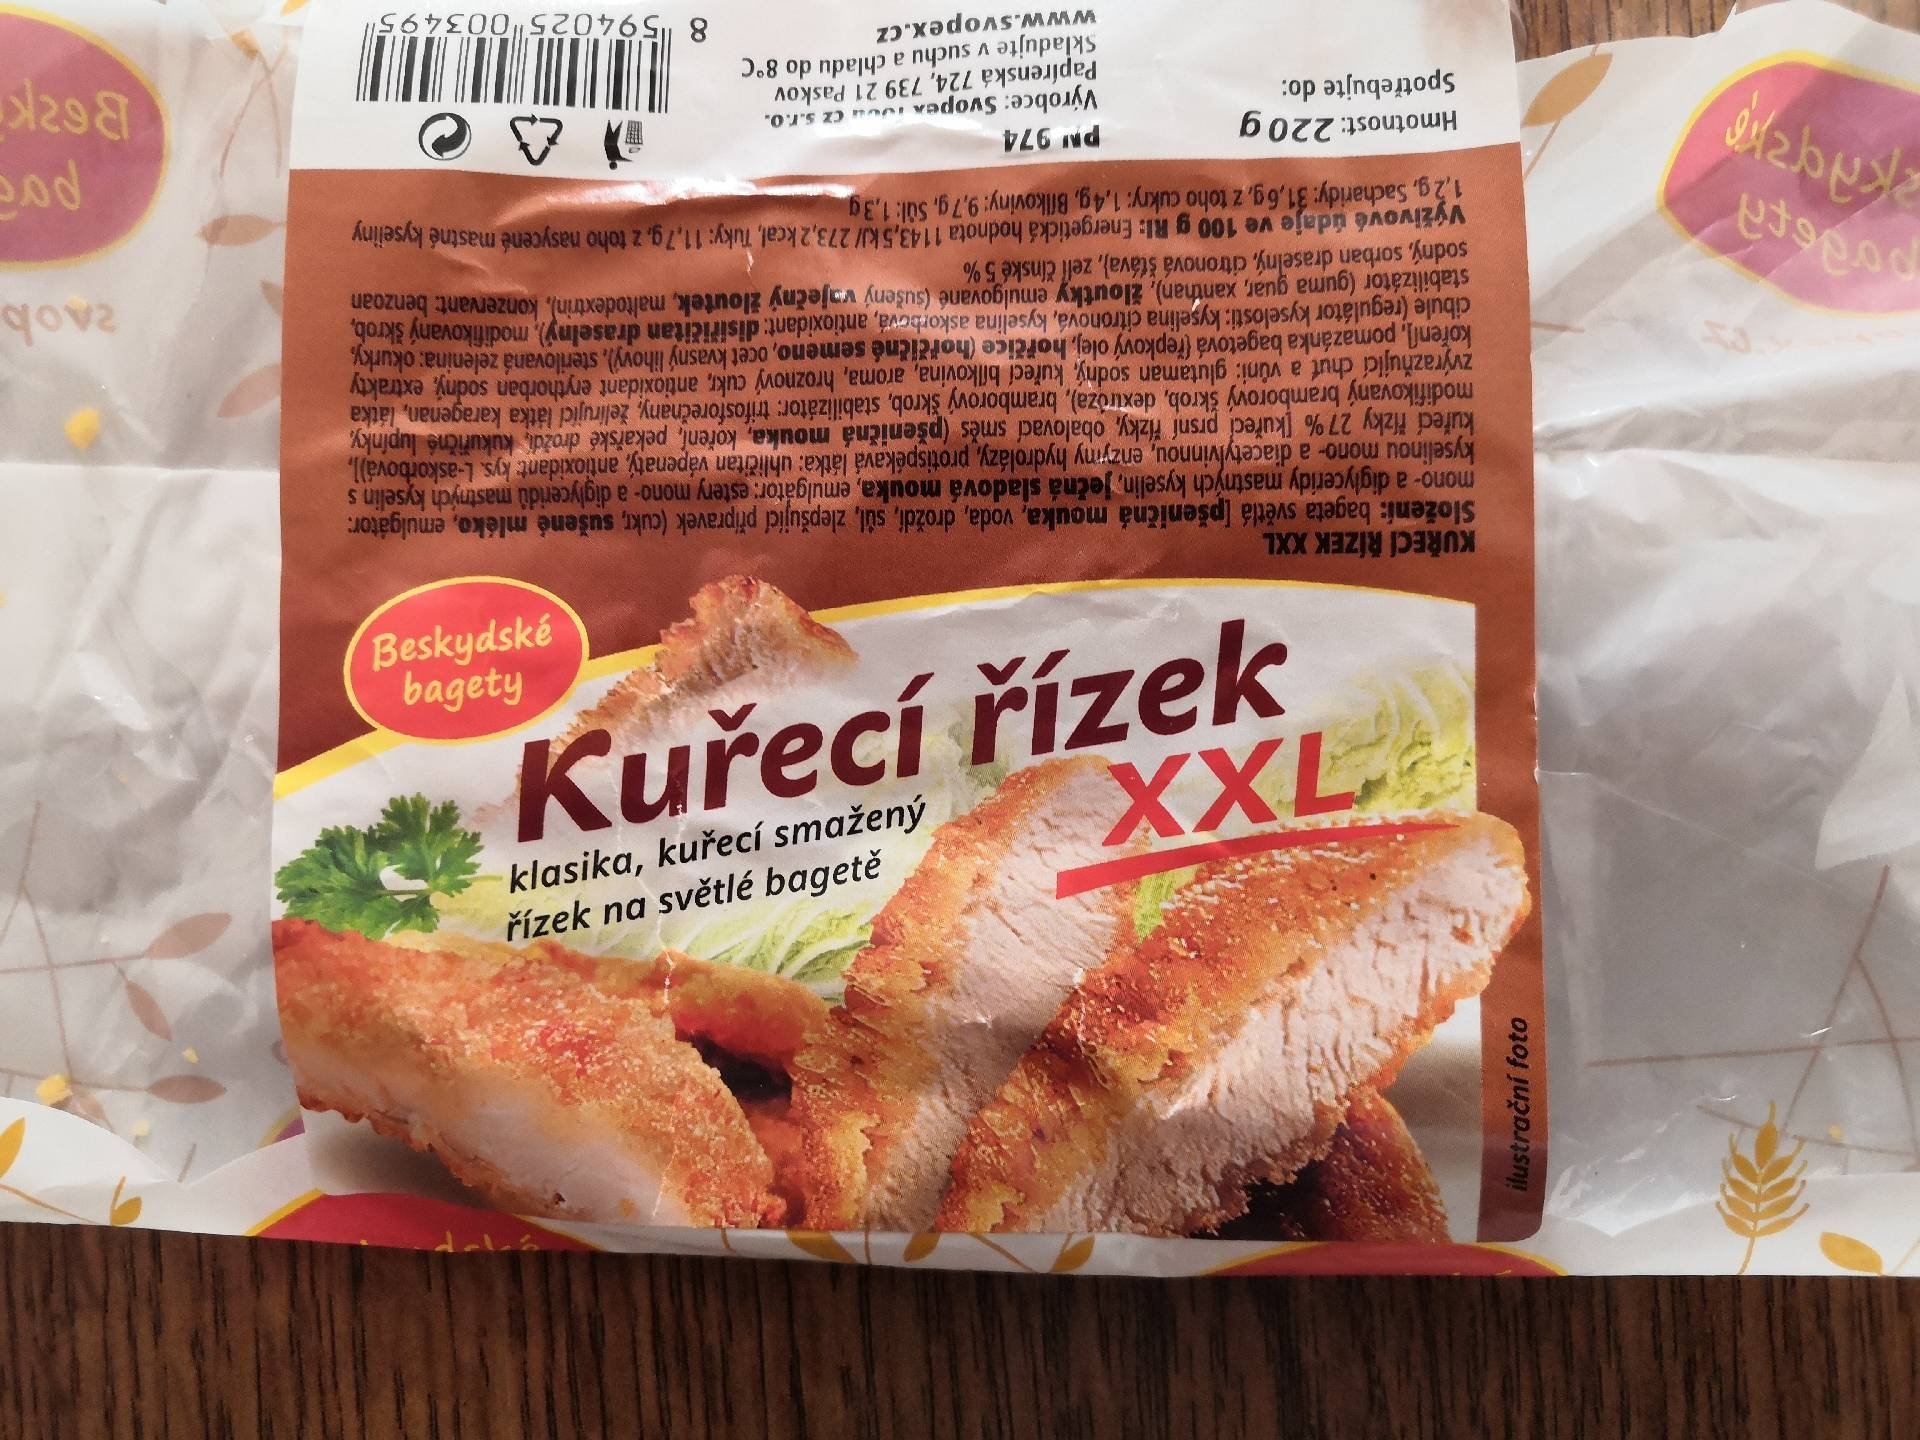 Beskydské
bagety
Kuřecí řízek
XXL
klasika, kuřecí smažený
řízek na světlé bagetě
ilustrační foto
KUŘECÍ ŘÍZEK XXL
Složení: bageta světlá [pšeničná mouka, voda, droždí, sůl, zlepšující přípravek (cukr, sušené mléko, emulgátor:
mono- a diglyceridy mastných kyselin, ječná sladová mouka, emulgátor: estery mono- a diglyceridů mastných kyselin s
kyselinou mono- a diacetylvinnou, enzymy hydrolázy, protispékavá látka: uhličitan vápenatý, antioxidant: kys. L-askorbová)],
kuřecí řízky 27 % [kuřecí prsní řízky, obalovací směs (pšeničná mouka, koření, pekařské droždí, kukuřičné lupínky,
modifikovaný bramborový škrob, dextróza), bramborový škrob, stabilizátor: trifosforečnany, želírující látka karagenan, látka
zvýrazňující chuť a vůni: glutaman sodný, kuřecí bílkovina, aroma, hroznový cukr, antioxidant erythorban sodný, extrakty
koření], pomazánka bagetová (řepkový olej, hořčice (hořčičné semeno, ocet kvasný lihový), sterilovaná zelenina: okurky,
cibule (regulátor kyselosti: kyselina citronová, kyselina askorbová, antioxidant: disiřičitan draselný), modifikovaný škrob,
stabilizátor (guma guar, xanthan), žloutky emulgované (sušený vaječný žloutek, maltodextrin), konzervant: benzoan
sodný, sorban draselný, citronová šťáva), zelí čínské 5 %
Výživové údaje ve 100 g RI: Energetická hodnota 1143,5 kJ/ 273,2 kcal, Tuky: 11,7 g, z toho nasycené mastné kyseliny
1,2 g, Sacharidy: 31,6 g, z toho cukry: 1,4 g, Bílkoviny: 9,7 g, Sůl: 1,3 g
Hmotnost: 220 g
Spotřebujte do:
PN 974
Výrobce: Svopex food cz s.r.o.
Papírenská 724, 739 21 Paskov
Skladujte v suchu a chladu do 8°C
www.svopex.cz
8 594025 003495